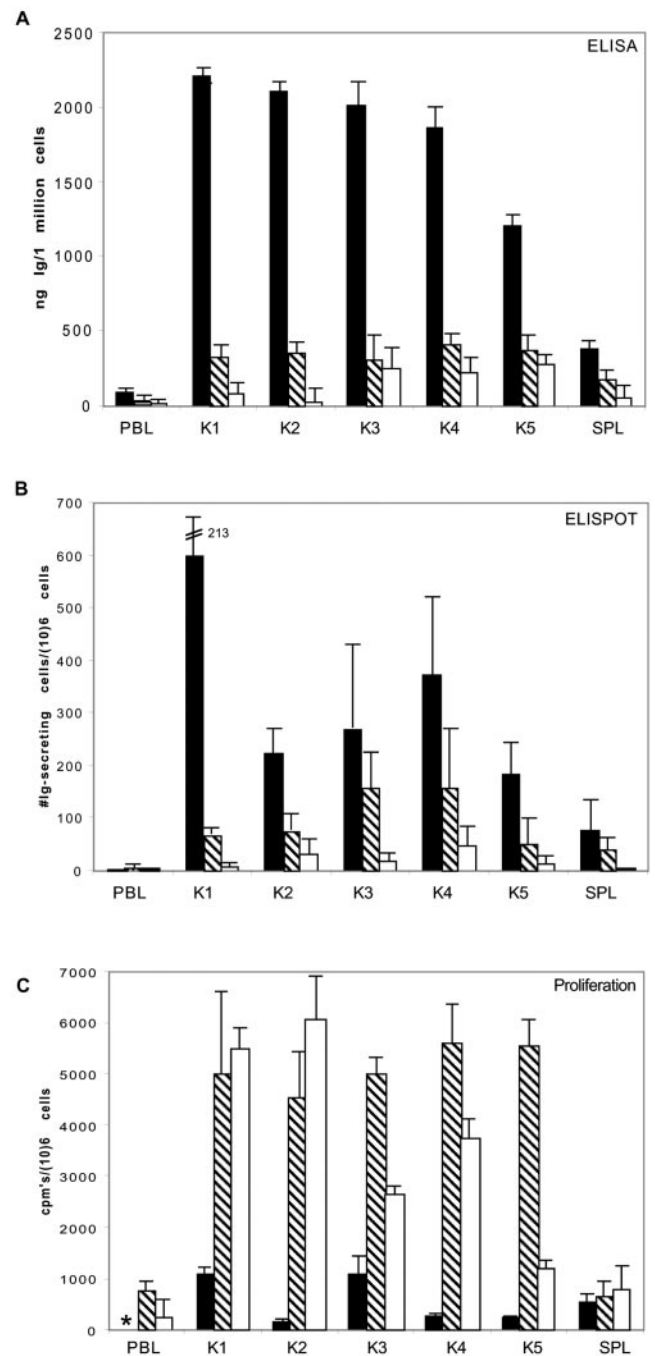 A
ELISA
2500
2000
1500
1000
500
0
ng Ig/1 million cells
PBL K1 K2 K3 K4 K5 SPL
B
ELISPOT
700
600
500
400
300
200
100
0
213
#Ig-secreting cells/(10)6 cells
PBL K1 K2 K3 K4 K5 SPL
C
Proliferation
7000
6000
5000
4000
3000
2000
1000
0
cpm's/(10)6 cells
*
PBL K1 K2 K3 K4 K5 SPL